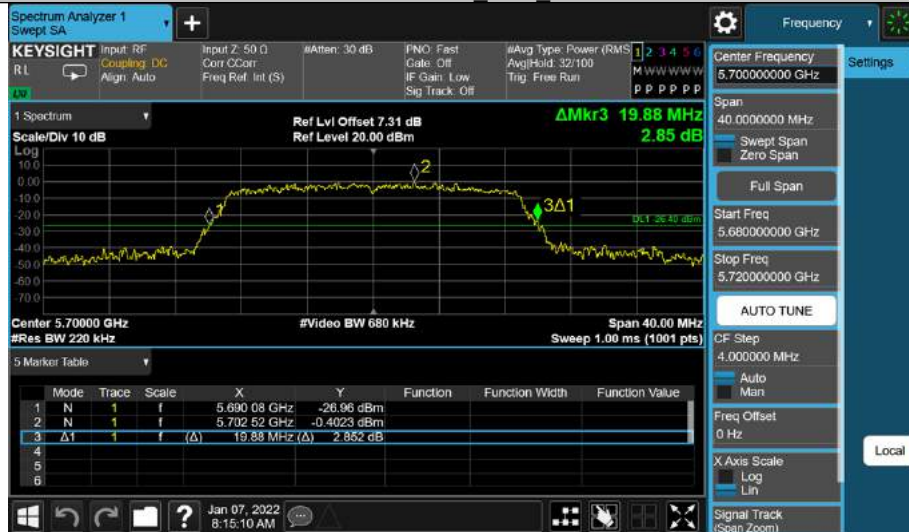 Spectrum Analyzer 1
Swept SA
+
Frequency
KEYSIGHT
RL
Input: RF
Coupling: DC
Align: Auto
Input Z: 50 Ω
Corr CCorr
Freq Ref: Int (S)
#Atten: 30 dB
PNO: Fast
Gate: Off
IF Gain: Low
Sig Track: Off
#Avg Type: Power (RMS
Avg|Hold: 32/100
Trig: Free Run
1 2 3 4 5 6
M W W W W W
P P P P P P
LXI
Center Frequency
5.700000000 GHz
Settings
Span
40.0000000 MHz
Swept Span
Zero Span
Full Span
Start Freq
5.680000000 GHz
Stop Freq
5.720000000 GHz
AUTO TUNE
CF Step
4.000000 MHz
Auto
Man
Freq Offset
0 Hz
X Axis Scale
Log
Lin
Signal Track
(Span Zoom)
Local
1 Spectrum
Scale/Div 10 dB
Ref Lvl Offset 7.31 dB
Ref Level 20.00 dBm
ΔMkr3 19.88 MHz
2.85 dB
Log
10.0
0.00
-10.0
-20.0
-30.0
-40.0
-50.0
-60.0
-70.0
1
2
3Δ1
DL1 -26.40 dBm
Center 5.70000 GHz
#Video BW 680 kHz
Span 40.00 MHz
#Res BW 220 kHz
Sweep 1.00 ms (1001 pts)
5 Marker Table
Mode Trace Scale X Y Function Function Width Function Value
1 N 1 f 5.690 08 GHz -26.96 dBm
2 N 1 f 5.702 52 GHz -0.4023 dBm
3 Δ1 1 f (Δ) 19.88 MHz (Δ) 2.852 dB
4
5
6
?
Jan 07, 2022
8:15:10 AM